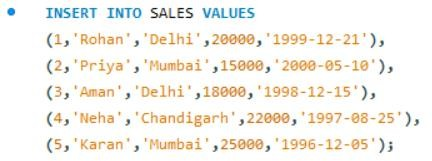 INSERT INTO SALES VALUES
(1,'Rohan','Delhi',20000,'1999-12-21'),
(2,'Priya','Mumbai',15000,'2000-05-10'),
(3,'Aman','Delhi',18000,'1998-12-15'),
(4,'Neha','Chandigarh',22000,'1997-08-25'),
(5,'Karan','Mumbai',25000,'1996-12-05');